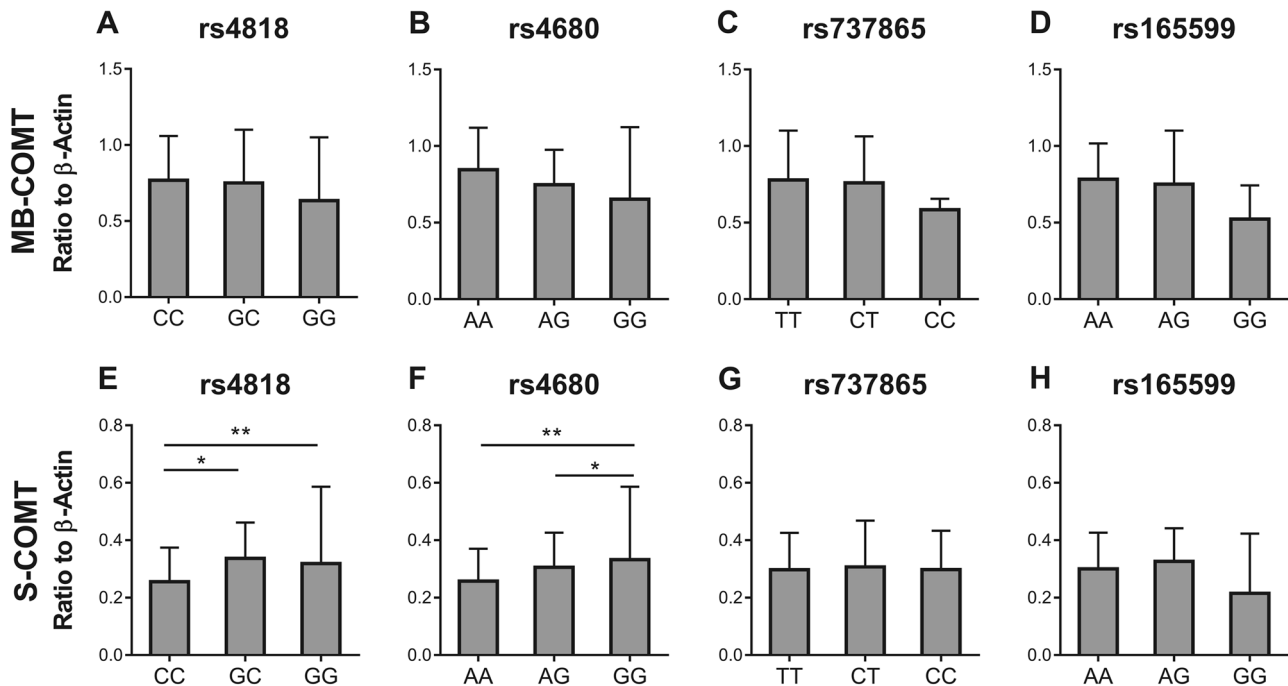 A rs4818
B rs4680
C rs737865
D rs165599
MB-COMT
Ratio to β-Actin
1.5
1.0
0.5
0.0
CC GC GG
1.5
1.0
0.5
0.0
AA AG GG
1.5
1.0
0.5
0.0
TT CT CC
1.5
1.0
0.5
0.0
AA AG GG
E rs4818
F rs4680
G rs737865
H rs165599
S-COMT
Ratio to β-Actin
0.8
0.6
0.4
0.2
0.0
**
*
CC GC GG
0.8
0.6
0.4
0.2
0.0
**
*
AA AG GG
0.8
0.6
0.4
0.2
0.0
TT CT CC
0.8
0.6
0.4
0.2
0.0
AA AG GG